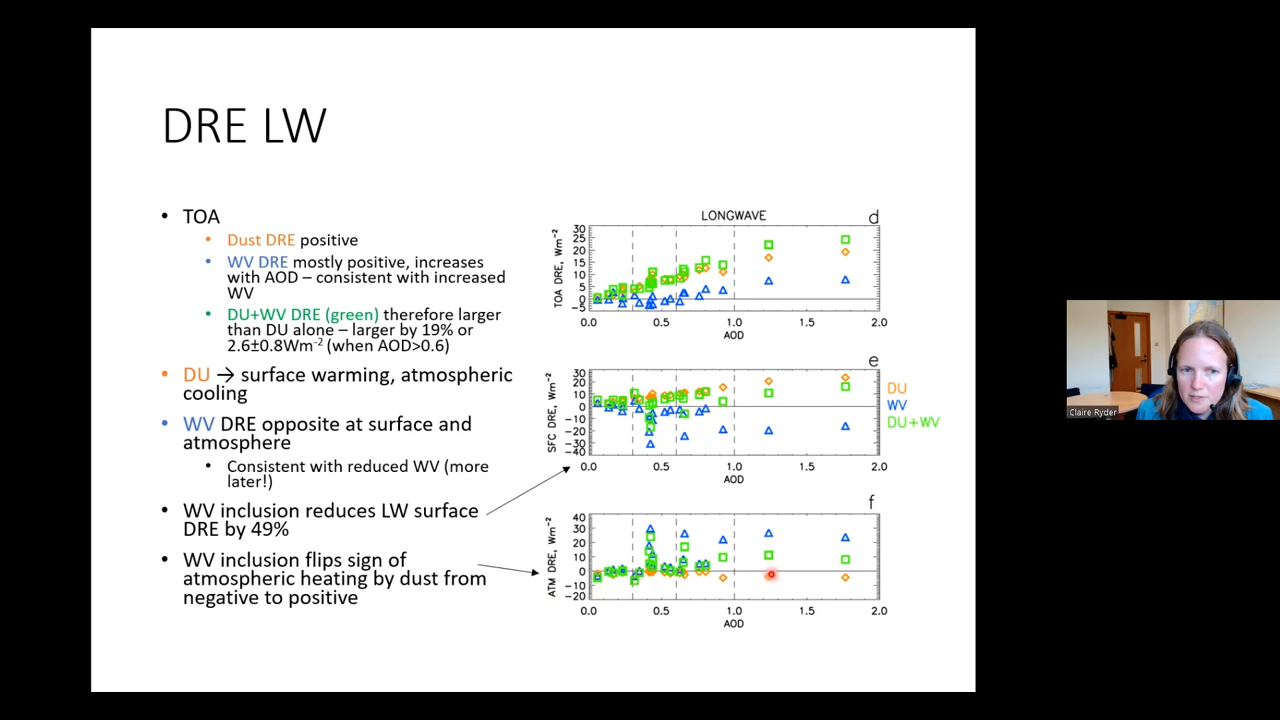 DRE LW
• TOA
• Dust DRE positive
• WV DRE mostly positive, increases
with AOD – consistent with increased
WV
• DU+WV DRE (green) therefore larger
than DU alone – larger by 19% or
2.6±0.8Wm⁻² (when AOD>0.6)
• DU → surface warming, atmospheric
cooling
• WV DRE opposite at surface and
atmosphere
• Consistent with reduced WV (more
later!)
• WV inclusion reduces LW surface
DRE by 49%
• WV inclusion flips sign of
atmospheric heating by dust from
negative to positive
LONGWAVE
d
TOA DRE, Wm⁻²
30
25
20
15
10
5
0
−5
0.0 0.5 1.0 1.5 2.0
AOD
e
SFC DRE, Wm⁻²
30
20
10
0
−10
−20
−30
−40
0.0 0.5 1.0 1.5 2.0
AOD
DU
WV
DU+WV
f
ATM DRE, Wm⁻²
40
30
20
10
0
−10
−20
0.0 0.5 1.0 1.5 2.0
AOD
Claire Ryder